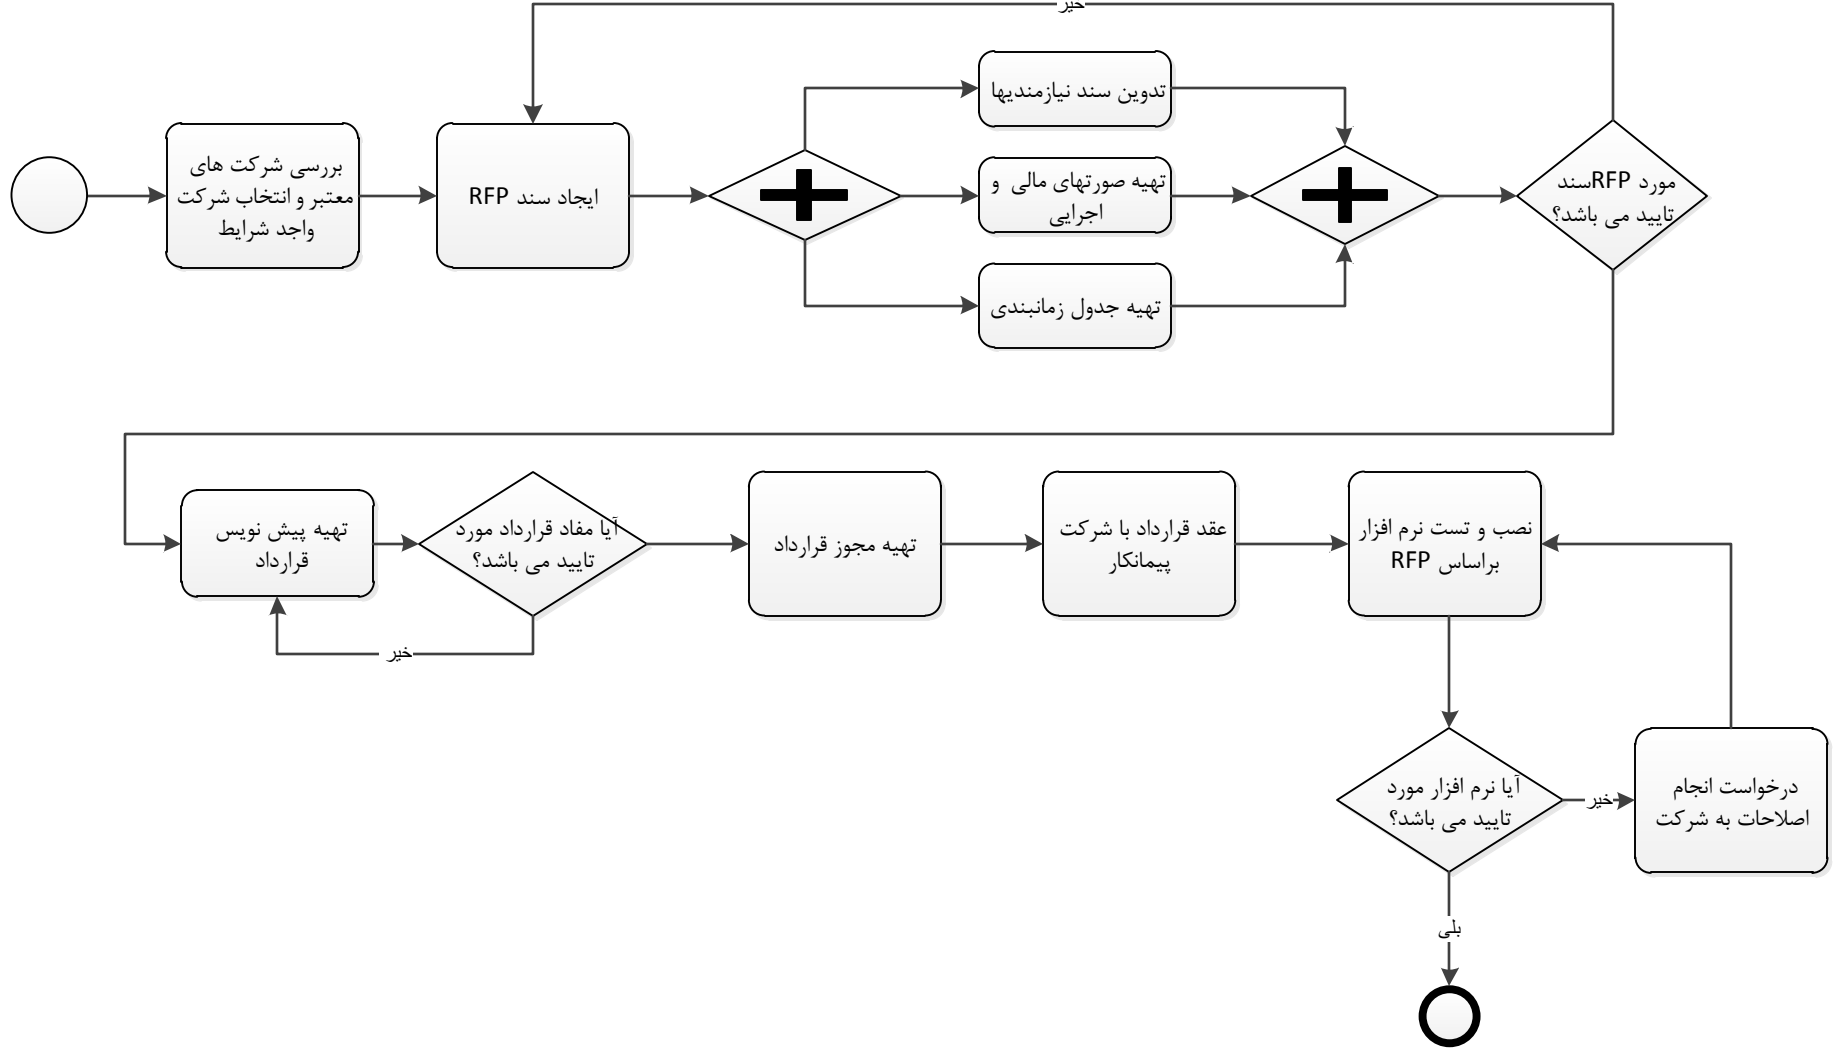 خیر
تدوین سند نیازمندیها
بررسی شرکت های
معتبر و انتخاب شرکت
واجد شرایط
ایجاد سند RFP
تهیه صورتهای مالی و
اجرایی
سندRFP مورد
تایید می باشد؟
تهیه جدول زمانبندی
تهیه پیش نویس
قرارداد
آیا مفاد قرارداد مورد
تایید می باشد؟
تهیه مجوز قرارداد
عقد قرارداد با شرکت
پیمانکار
نصب و تست نرم افزار
براساس RFP
خیر
آیا نرم افزار مورد
تایید می باشد؟
خیر
درخواست انجام
اصلاحات به شرکت
بلی